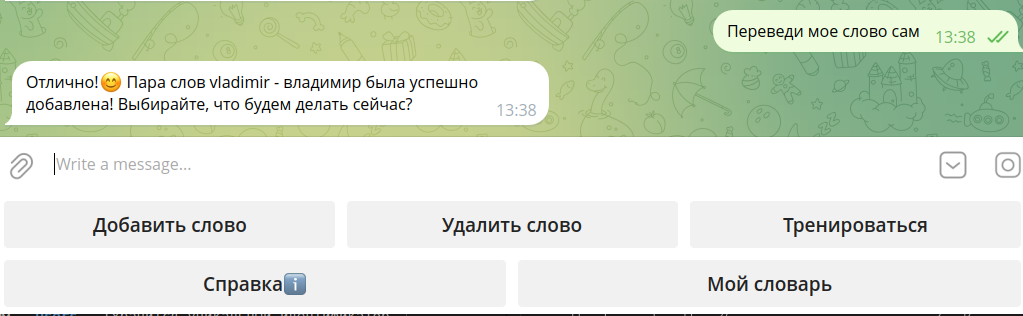 Переведи мое слово сам
13:38
Отлично!😊 Пара слов vladimir - владимир была успешно
добавлена! Выбирайте, что будем делать сейчас?
13:38
Write a message...
Добавить слово
Удалить слово
Тренироваться
Справкаℹ️
Мой словарь